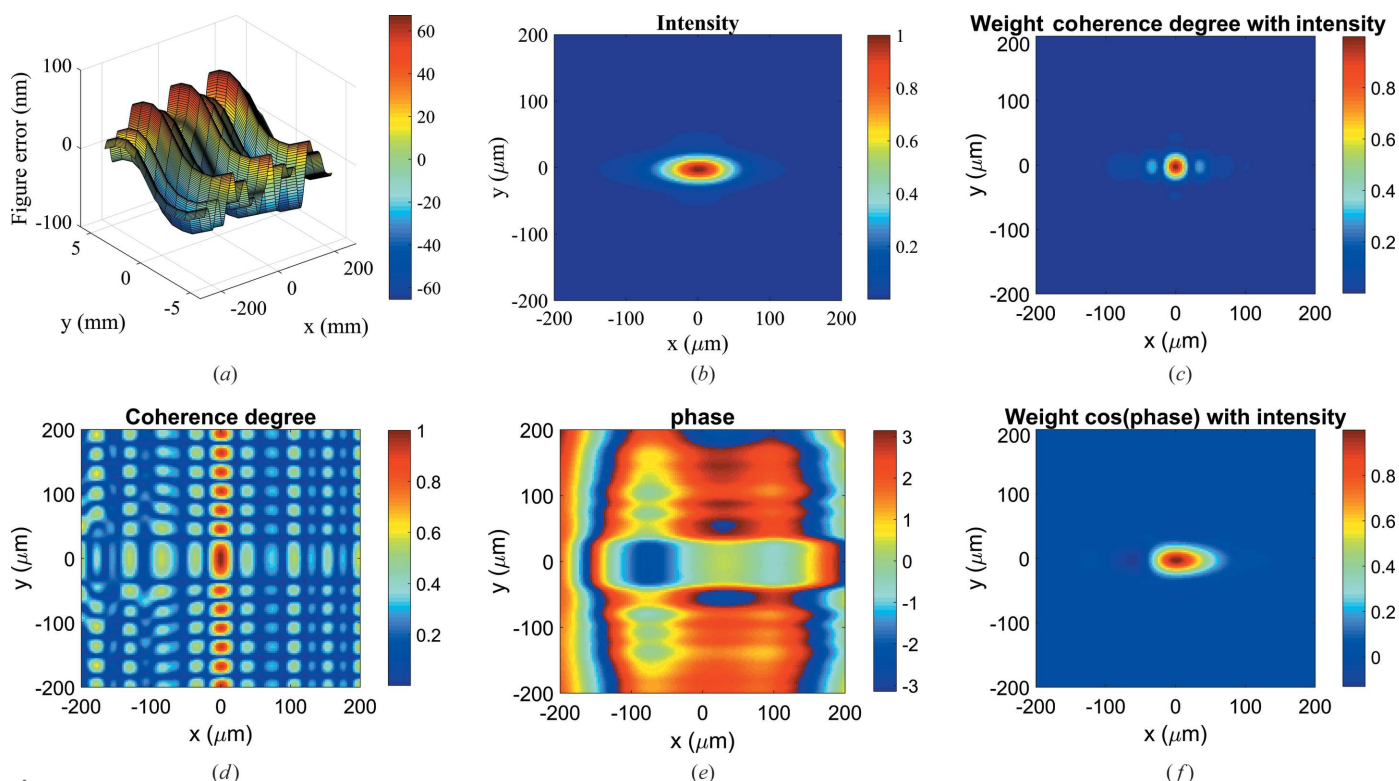 Figure error (nm)
100
0
-100
5
0
-5
y (mm)
-200
0
200
x (mm)
60
40
20
0
-20
-40
-60
(a)
Intensity
y (μm)
200
100
0
-100
-200
-200 -100 0 100 200
x (μm)
1
0.8
0.6
0.4
0.2
(b)
Weight coherence degree with intensity
y (μm)
200
100
0
-100
-200
-200 -100 0 100 200
x (μm)
0.8
0.6
0.4
0.2
(c)
Coherence degree
y (μm)
200
100
0
-100
-200
-200 -100 0 100 200
x (μm)
1
0.8
0.6
0.4
0.2
(d)
phase
y (μm)
200
100
0
-100
-200
-200 -100 0 100 200
x (μm)
3
2
1
0
-1
-2
-3
(e)
Weight cos(phase) with intensity
y (μm)
200
100
0
-100
-200
-200 -100 0 100 200
x (μm)
0.8
0.6
0.4
0.2
0
(f)